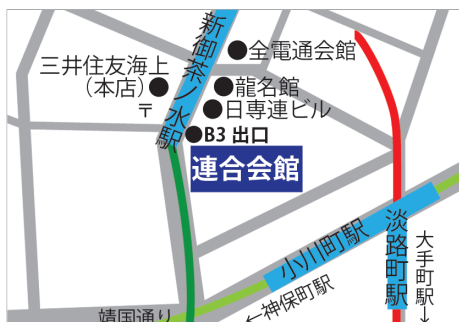 新御茶ノ水駅
全電通会館
三井住友海上
（本店）
龍名館
〒
日専連ビル
B3 出口
連合会館
小川町駅
淡路町駅
大手町駅→
←神保町駅
靖国通り